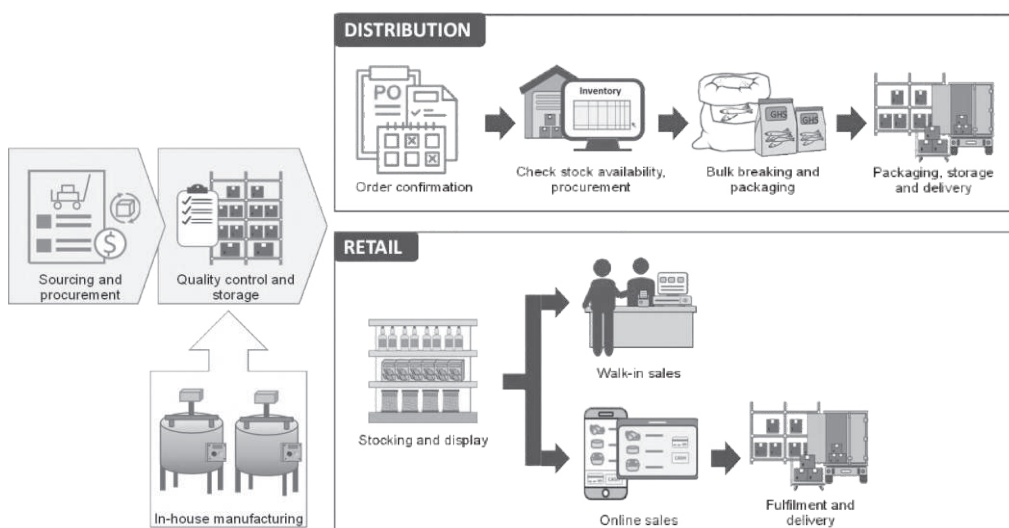 DISTRIBUTION
PO
Order confirmation
Inventory
Check stock availability,
procurement
GHS
GHS
Bulk breaking and
packaging
Packaging, storage
and delivery
$
Sourcing and
procurement
Quality control and
storage
In-house manufacturing
RETAIL
Stocking and display
Walk-in sales
Online sales
Fulfilment and
delivery